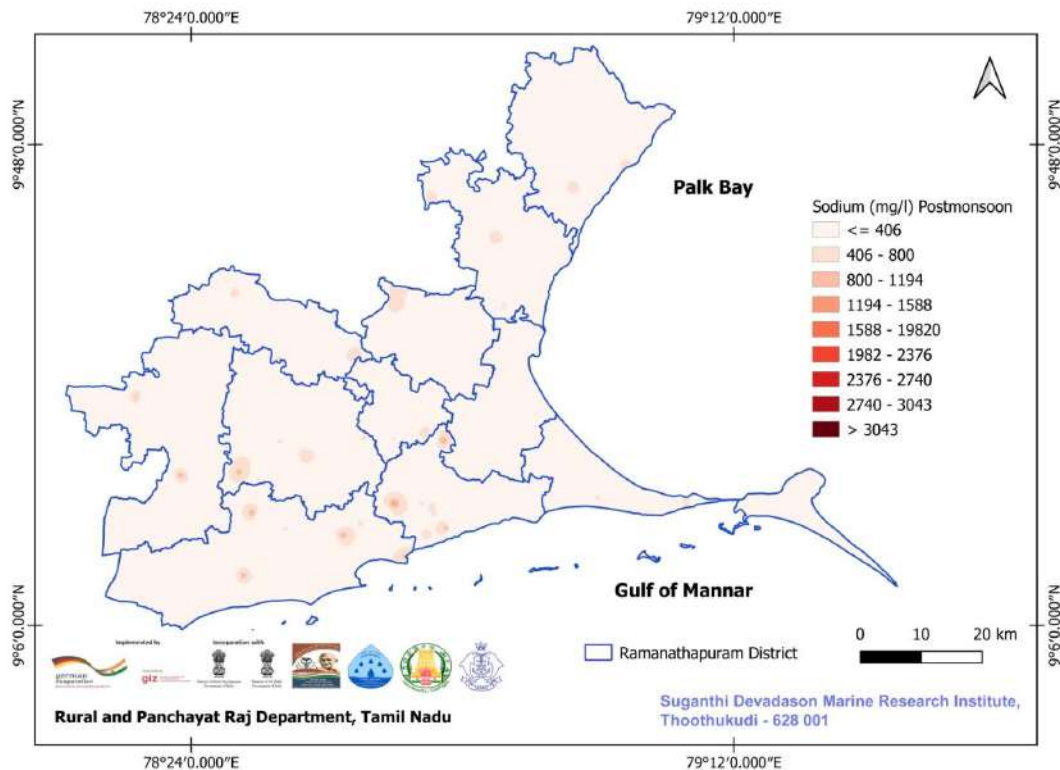 78°24'0.000"E
79°12'0.000"E
9°48'0.000"N
9°48'0.000"N
Palk Bay
Sodium (mg/l) Postmonsoon
<= 406
406 - 800
800 - 1194
1194 - 1588
1588 - 19820
1982 - 2376
2376 - 2740
2740 - 3043
> 3043
Gulf of Mannar
9°6'0.000"N
9°6'0.000"N
0 10 20 km
Implemented by
german
cooperation
giz
Ramanathapuram District
Rural and Panchayat Raj Department, Tamil Nadu
Suganthi Devadason Marine Research Institute,
Thoothukudi - 628 001
78°24'0.000"E
79°12'0.000"E